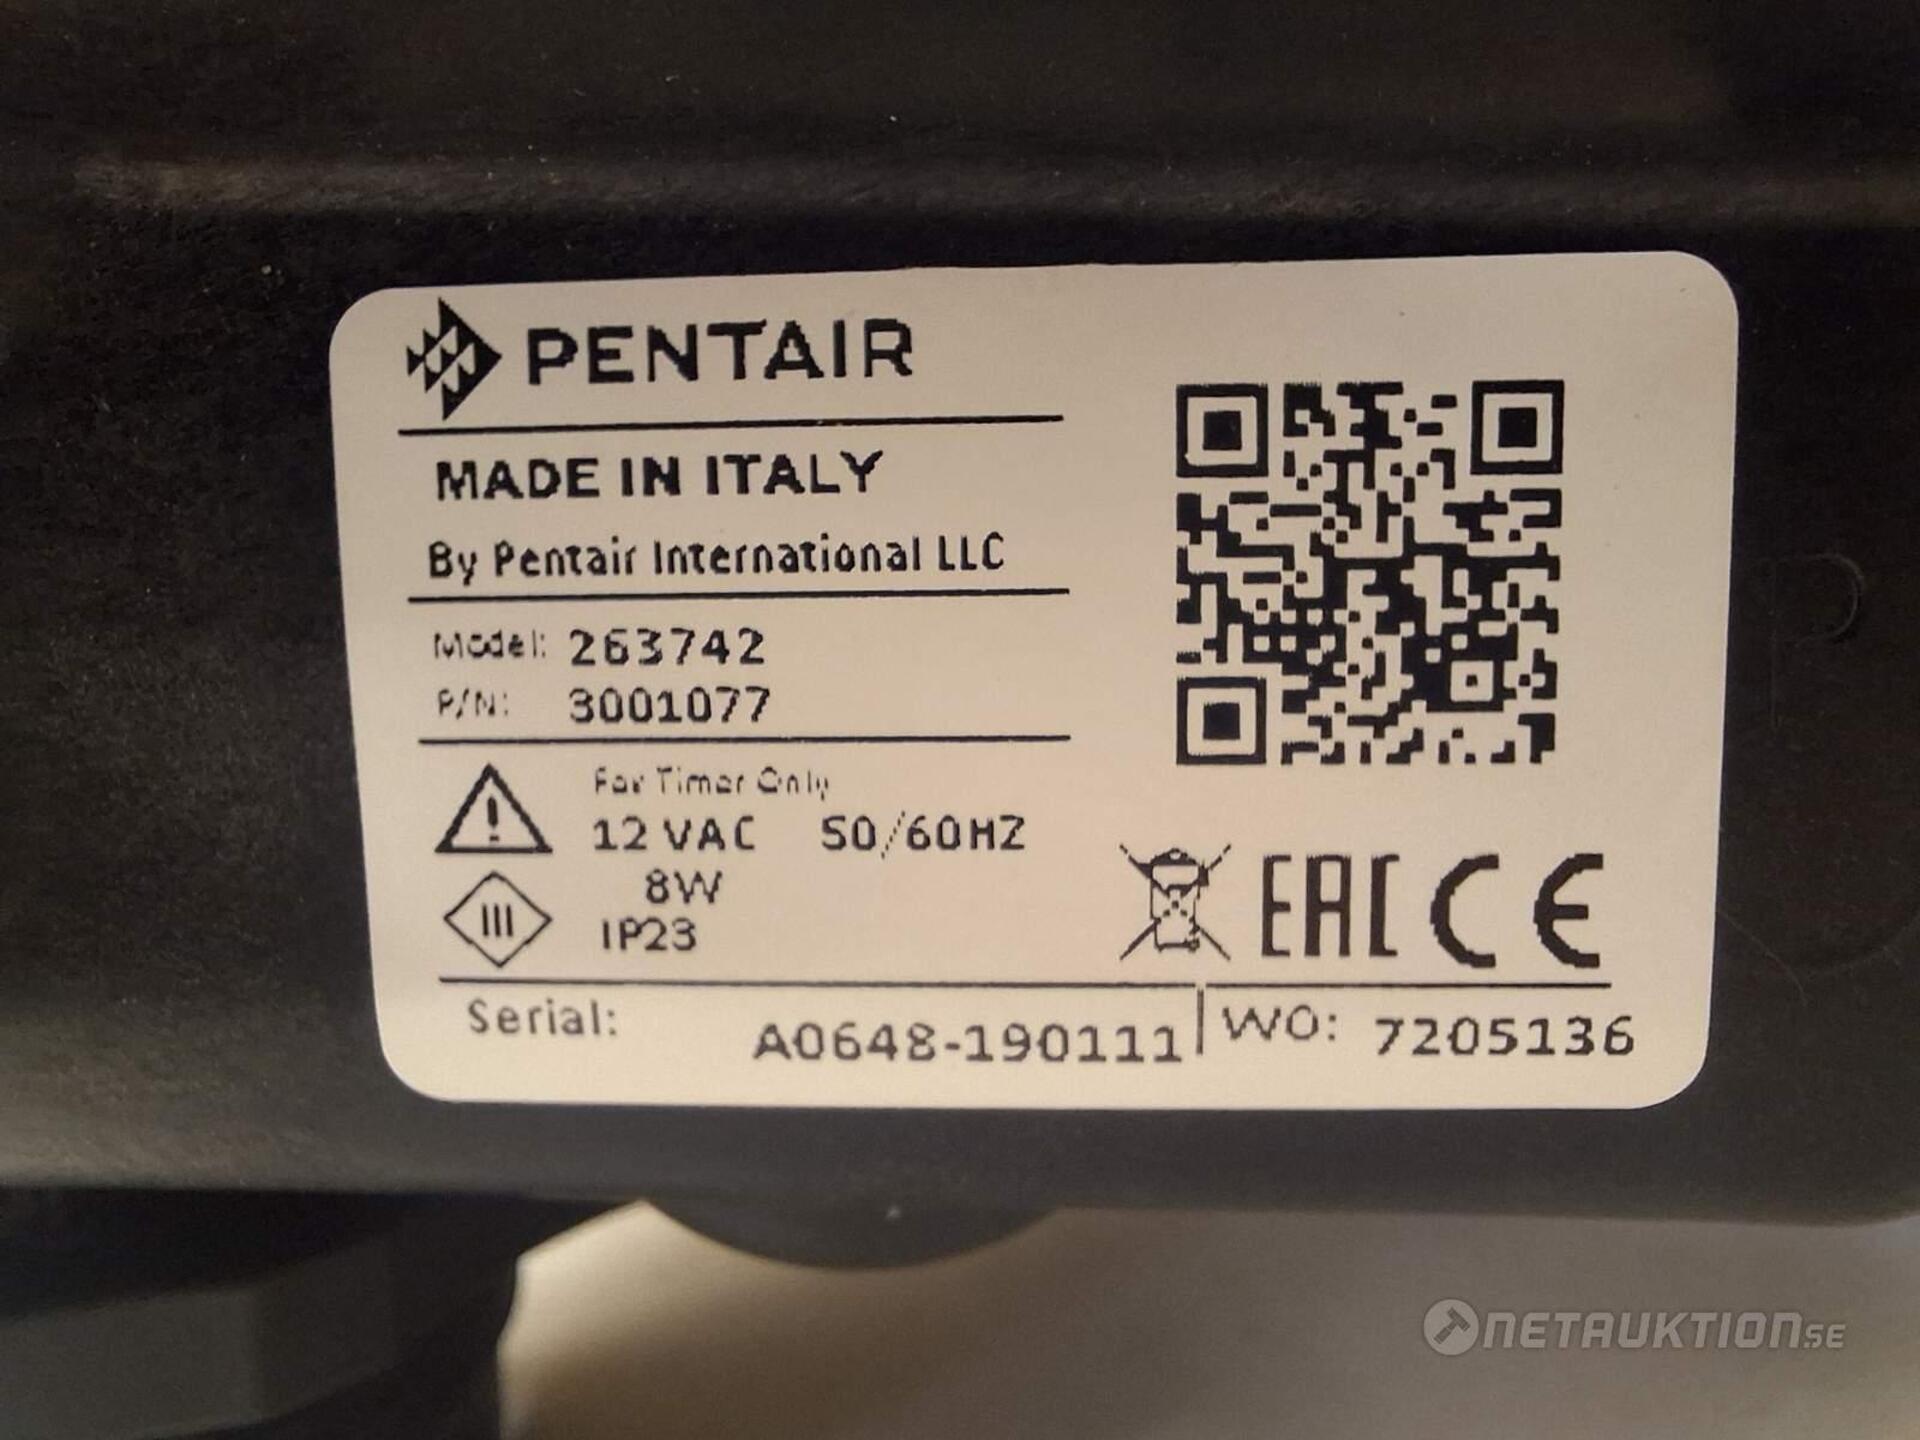 PENTAIR
MADE IN ITALY
By Pentair International LLC
Model: 263742
P/N: 3001077
For Timer Only
12 VAC 50/60HZ
8W
III IP23
EAC CE
Serial: A0648-190111 WO: 7205136
P
NETAUKTION.SE